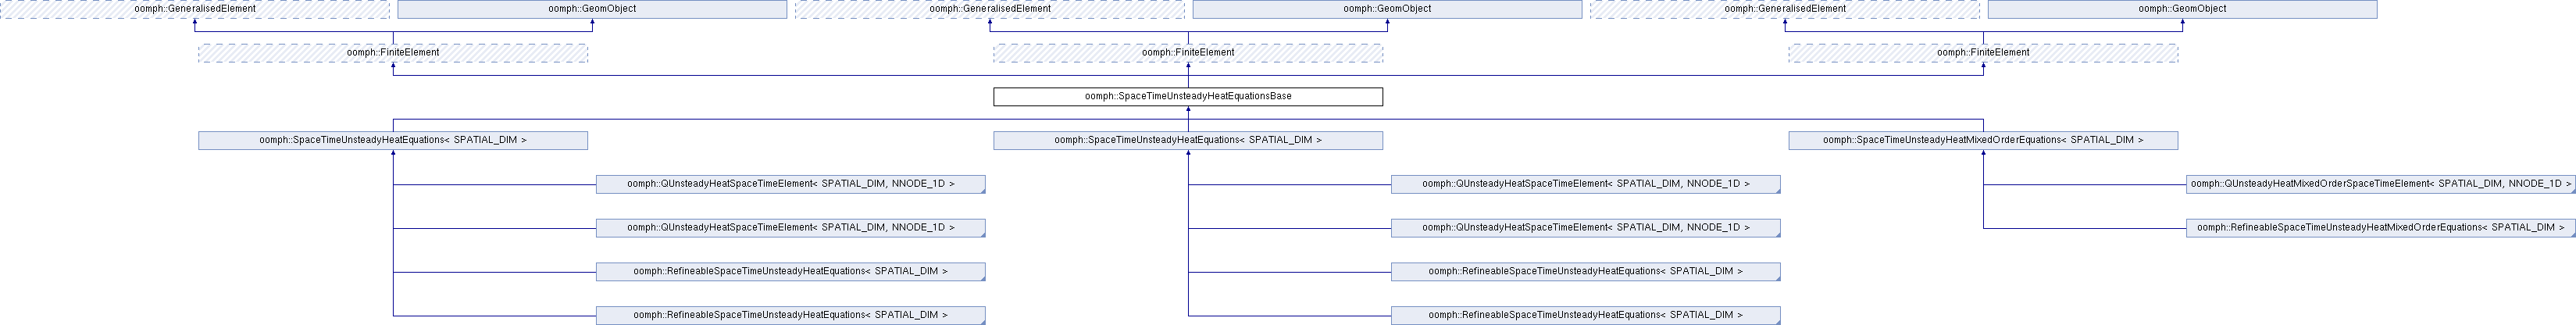 oomph::GeneralisedElement oomph::GeomObject oomph::GeneralisedElement oomph::GeomObject oomph::GeneralisedElement oomph::GeomObject
oomph::FiniteElement oomph::FiniteElement oomph::FiniteElement
oomph::SpaceTimeUnsteadyHeatEquationsBase
oomph::SpaceTimeUnsteadyHeatEquations< SPATIAL_DIM > oomph::SpaceTimeUnsteadyHeatEquations< SPATIAL_DIM > oomph::SpaceTimeUnsteadyHeatMixedOrderEquations< SPATIAL_DIM >
oomph::QUnsteadyHeatSpaceTimeElement< SPATIAL_DIM, NNODE_1D > oomph::QUnsteadyHeatSpaceTimeElement< SPATIAL_DIM, NNODE_1D > oomph::QUnsteadyHeatMixedOrderSpaceTimeElement< SPATIAL_DIM, NNODE_1D >
oomph::QUnsteadyHeatSpaceTimeElement< SPATIAL_DIM, NNODE_1D > oomph::QUnsteadyHeatSpaceTimeElement< SPATIAL_DIM, NNODE_1D > oomph::RefineableSpaceTimeUnsteadyHeatMixedOrderEquations< SPATIAL_DIM >
oomph::RefineableSpaceTimeUnsteadyHeatEquations< SPATIAL_DIM > oomph::RefineableSpaceTimeUnsteadyHeatEquations< SPATIAL_DIM >
oomph::RefineableSpaceTimeUnsteadyHeatEquations< SPATIAL_DIM > oomph::RefineableSpaceTimeUnsteadyHeatEquations< SPATIAL_DIM >